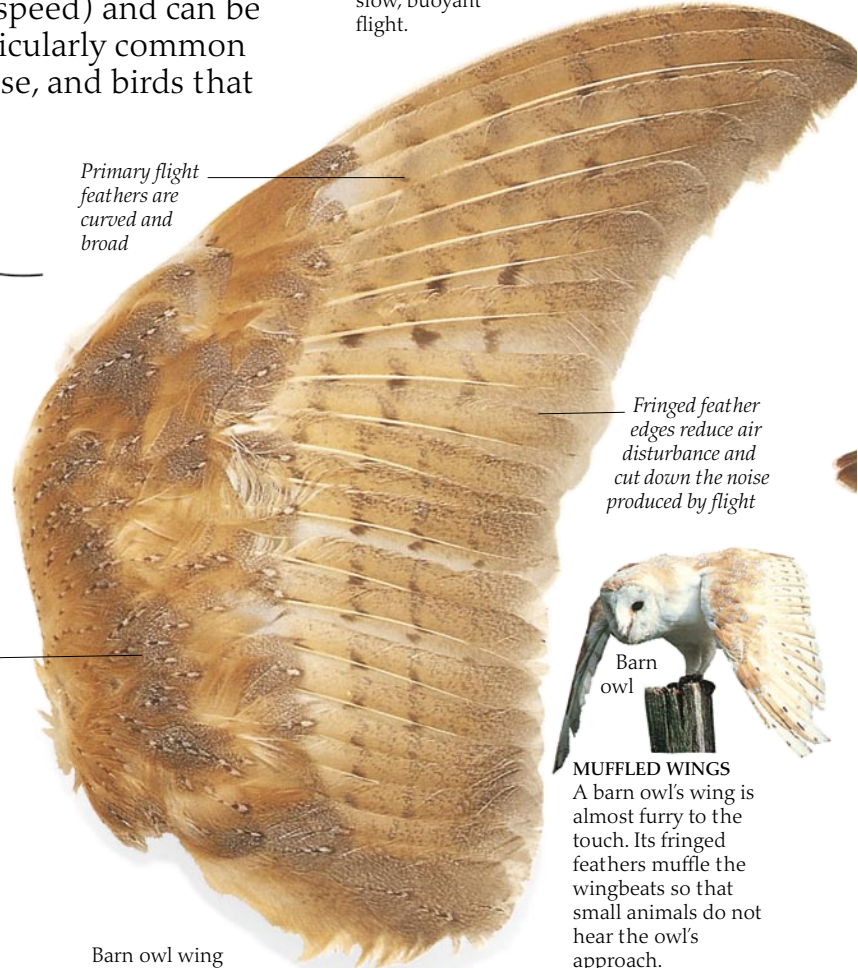 speed) and can be
icularly common
se, and birds that
slow, buoyant
flight.
Primary flight
feathers are
curved and
broad
Fringed feather
edges reduce air
disturbance and
cut down the noise
produced by flight
Barn
owl
MUFFLED WINGS
A barn owl's wing is
almost furry to the
touch. Its fringed
feathers muffle the
wingbeats so that
small animals do not
hear the owl's
approach.
Barn owl wing